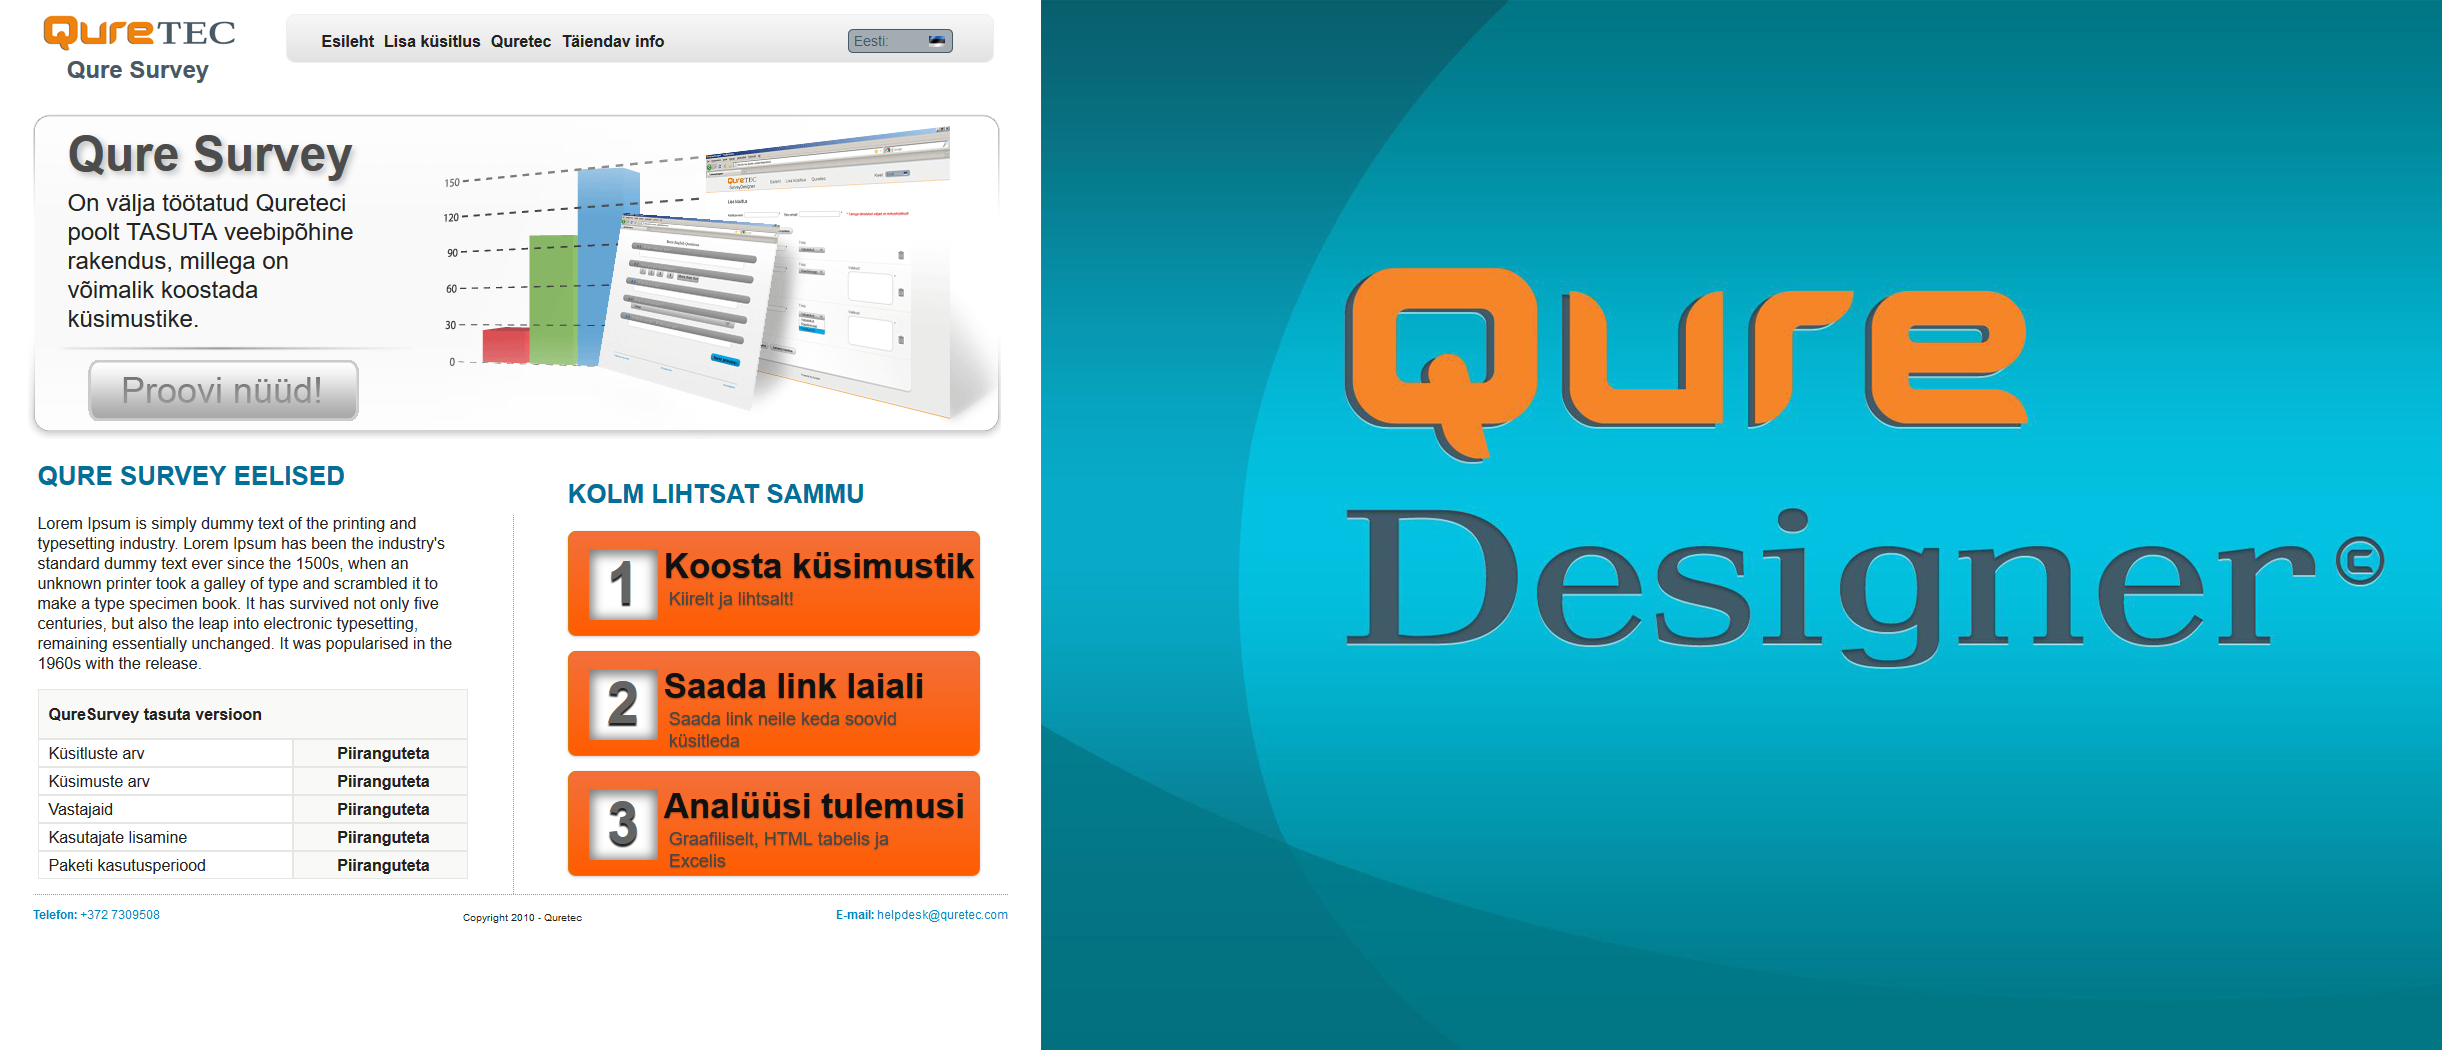 QureTEC
Qure Survey
Esileht Lisa küsitlus Quretec Täiendav info
Eesti:
Qure Survey
On välja töötatud Qureteci
poolt TASUTA veebipõhine
rakendus, millega on
võimalik koostada
küsimustike.
Proovi nüüd!
150
120
90
60
30
0
QureTEC
Esileht Lisa küsitlus Quretec
QURE SURVEY EELISED
Lorem Ipsum is simply dummy text of the printing and
typesetting industry. Lorem Ipsum has been the industry's
standard dummy text ever since the 1500s, when an
unknown printer took a galley of type and scrambled it to
make a type specimen book. It has survived not only five
centuries, but also the leap into electronic typesetting,
remaining essentially unchanged. It was popularised in the
1960s with the release.
QureSurvey tasuta versioon
Küsitluste arv Piiranguteta
Küsimuste arv Piiranguteta
Vastajaid Piiranguteta
Kasutajate lisamine Piiranguteta
Paketi kasutusperiood Piiranguteta
KOLM LIHTSAT SAMMU
1 Koosta küsimustik
Kiirelt ja lihtsalt!
2 Saada link laiali
Saada link neile keda soovid
küsitleda
3 Analüüsi tulemusi
Graafiliselt, HTML tabelis ja
Excelis
Telefon: +372 7309508
Copyright 2010 - Quretec
E-mail: helpdesk@quretec.com
Qure
Designer©